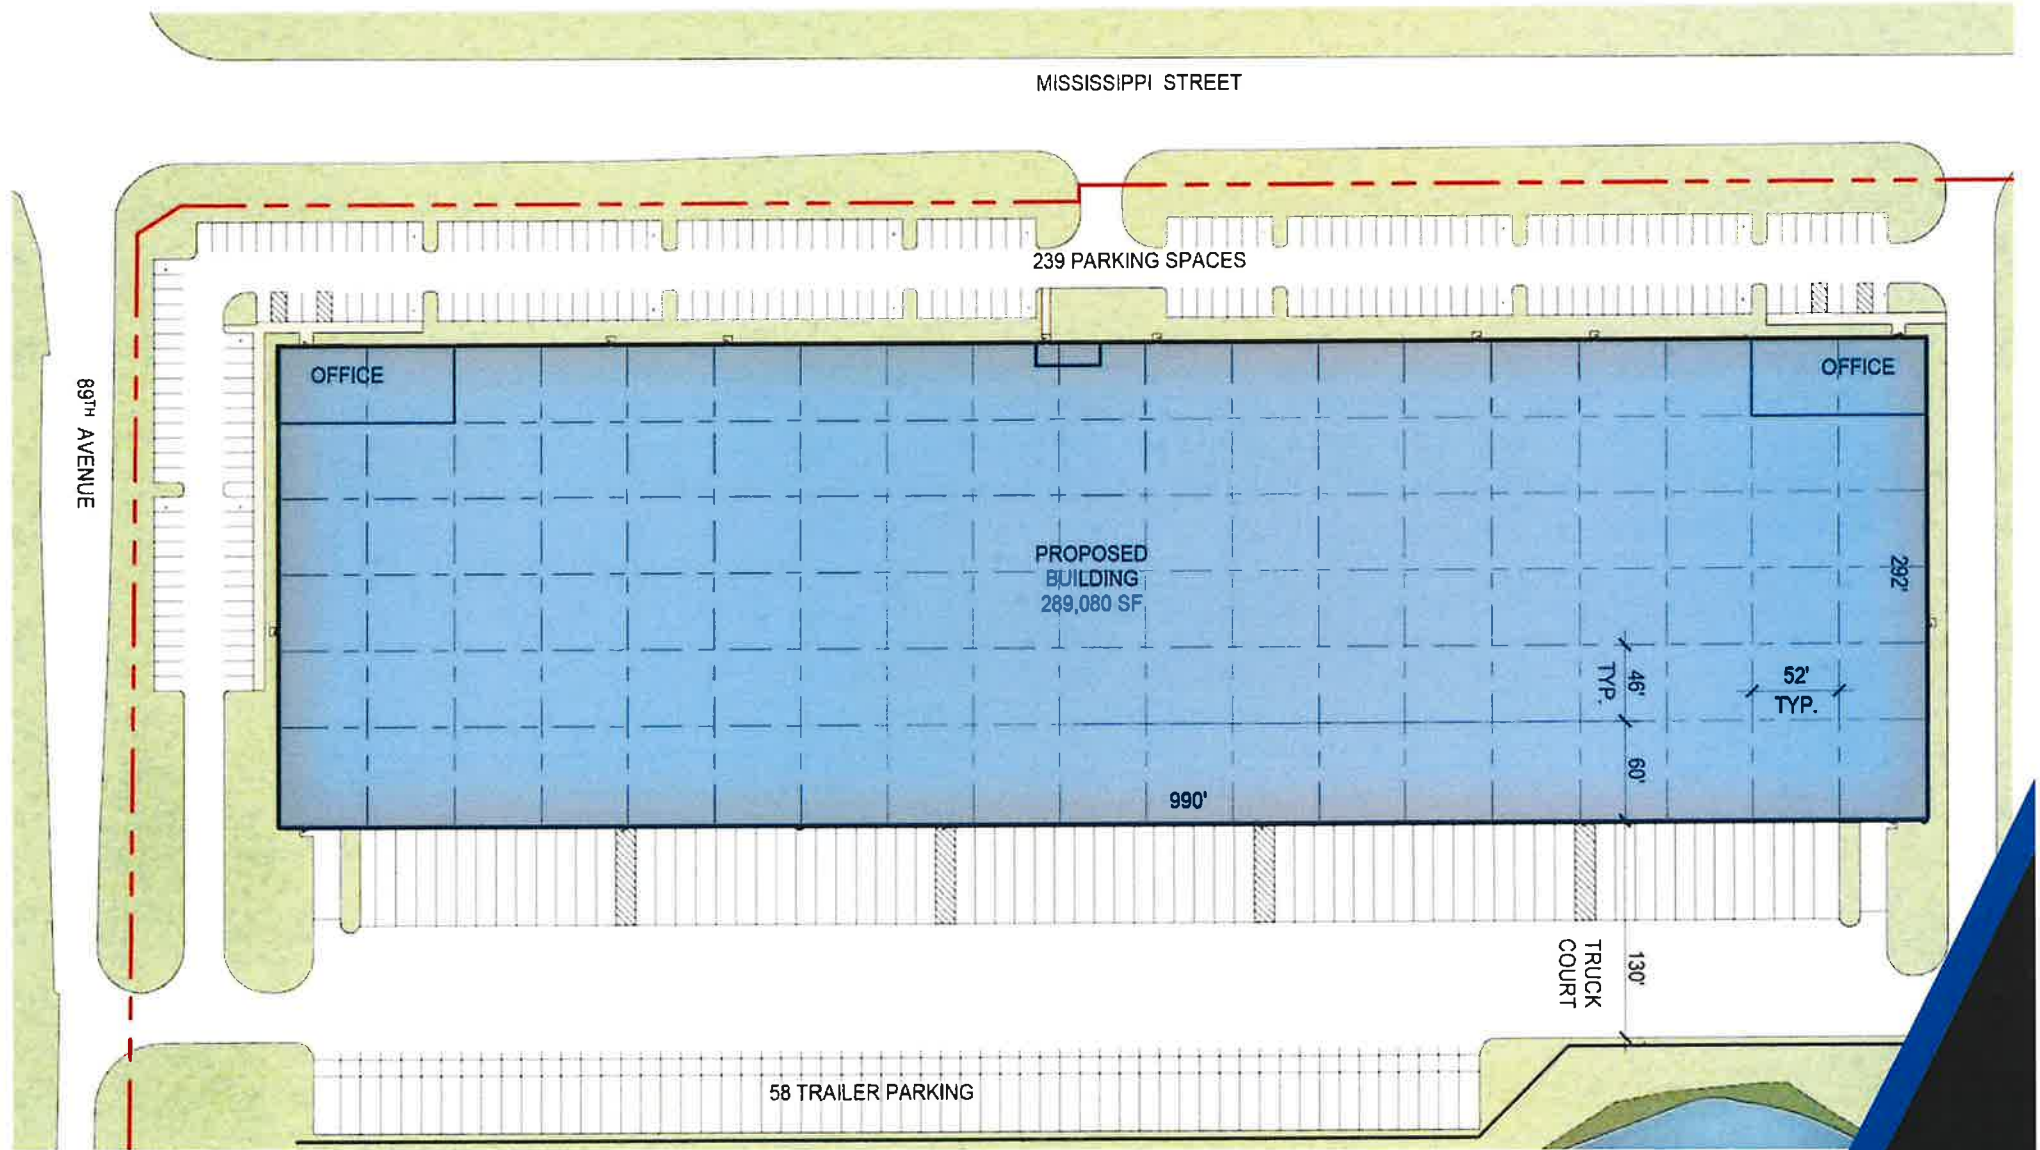 MISSISSIPPI STREET
239 PARKING SPACES
OFFICE
OFFICE
89TH AVENUE
PROPOSED
BUILDING
289,080 SF
292'
46'
TYP.
52'
TYP.
60'
990'
130'
TRUCK
COURT
58 TRAILER PARKING